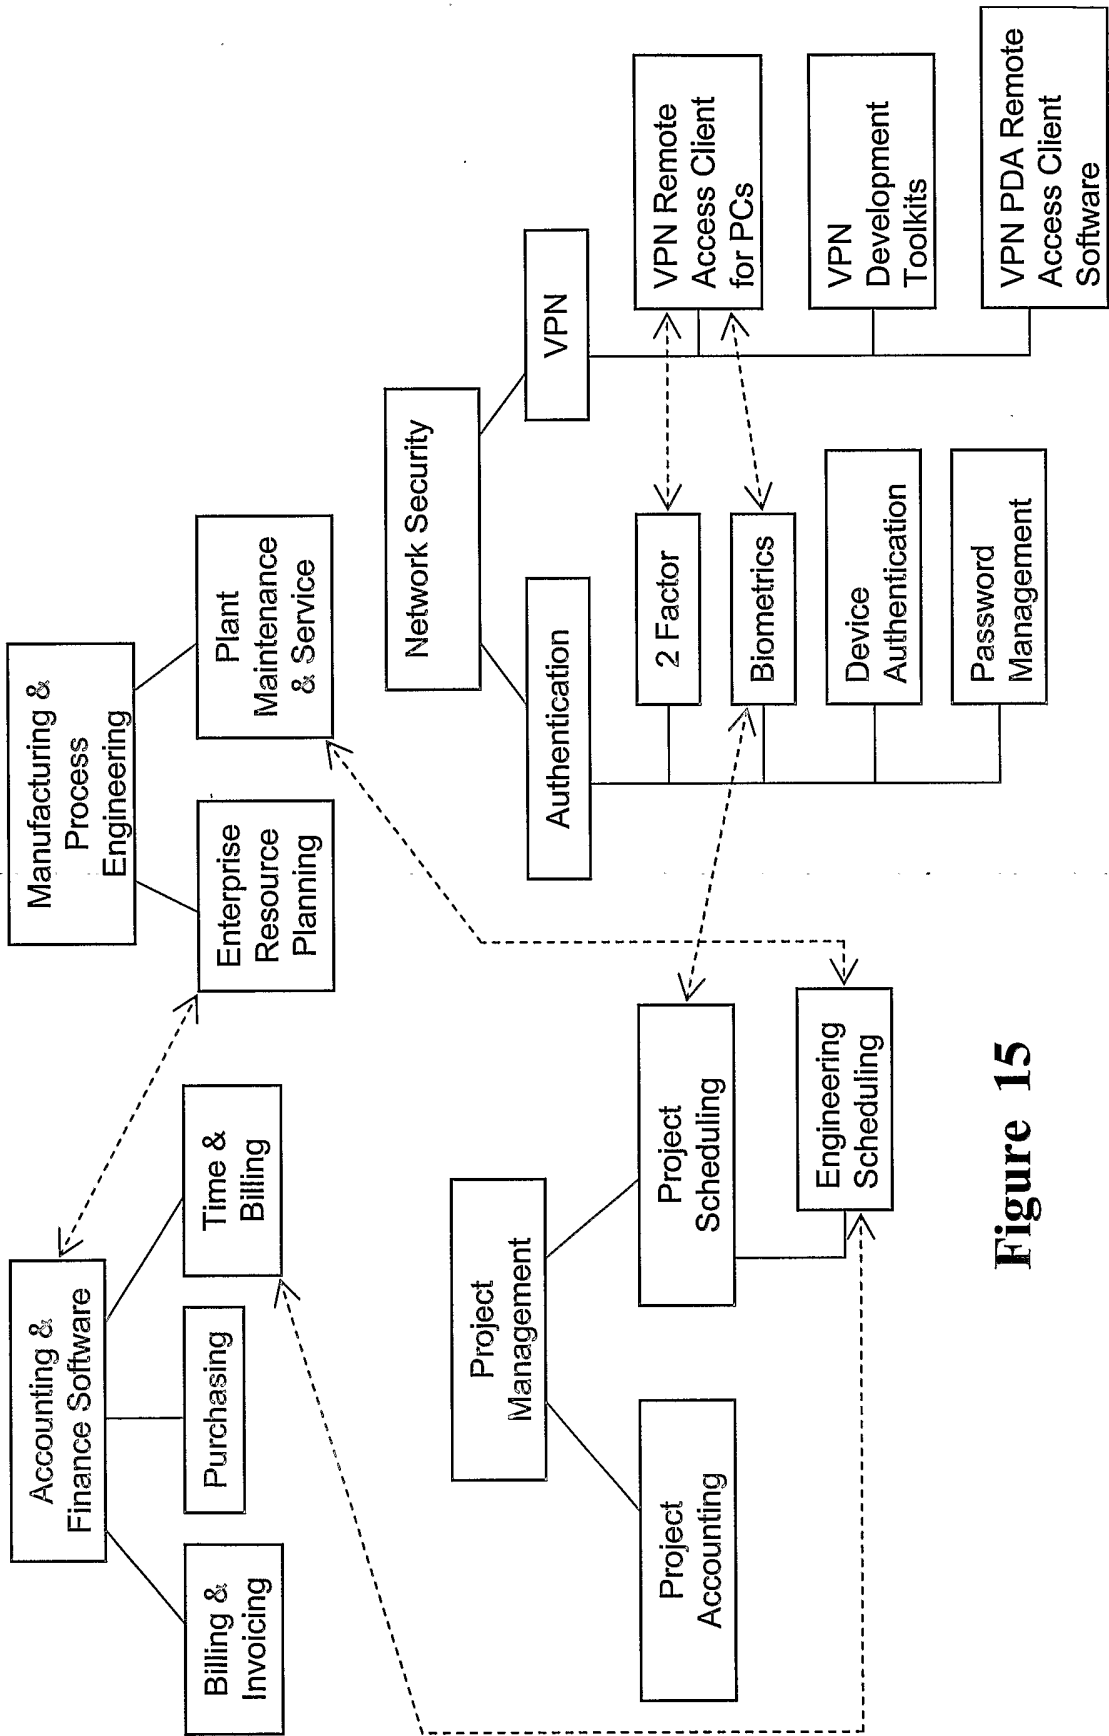 Accounting &
Finance Software
Billing &
Invoicing
Purchasing
Time &
Billing
Manufacturing &
Process
Engineering
Enterprise
Resource
Planning
Plant
Maintenance
& Service
Project
Management
Project
Accounting
Project
Scheduling
Engineering
Scheduling
Network Security
Authentication
2 Factor
Biometrics
Device
Authentication
Password
Management
VPN
VPN Remote
Access Client
for PCs
VPN
Development
Toolkits
VPN PDA Remote
Access Client
Software
Figure 15